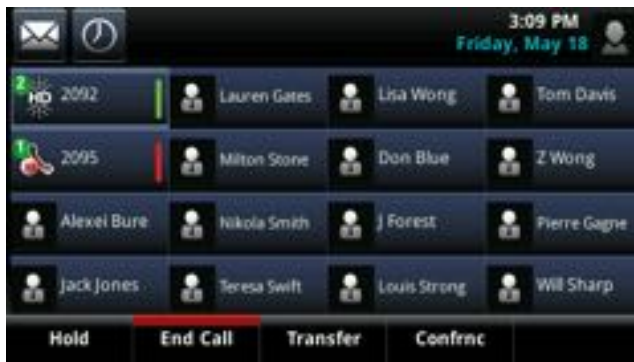 3:09 PM
Friday, May 18
2 HD 2092 Lauren Gates Lisa Wong Tom Davis
1 2095 Milton Stone Don Blue Z Wong
Alexei Bure Nikola Smith J Forest Pierre Gagne
Jack Jones Teresa Swift Louis Strong Will Sharp
Hold End Call Transfer Confrnc